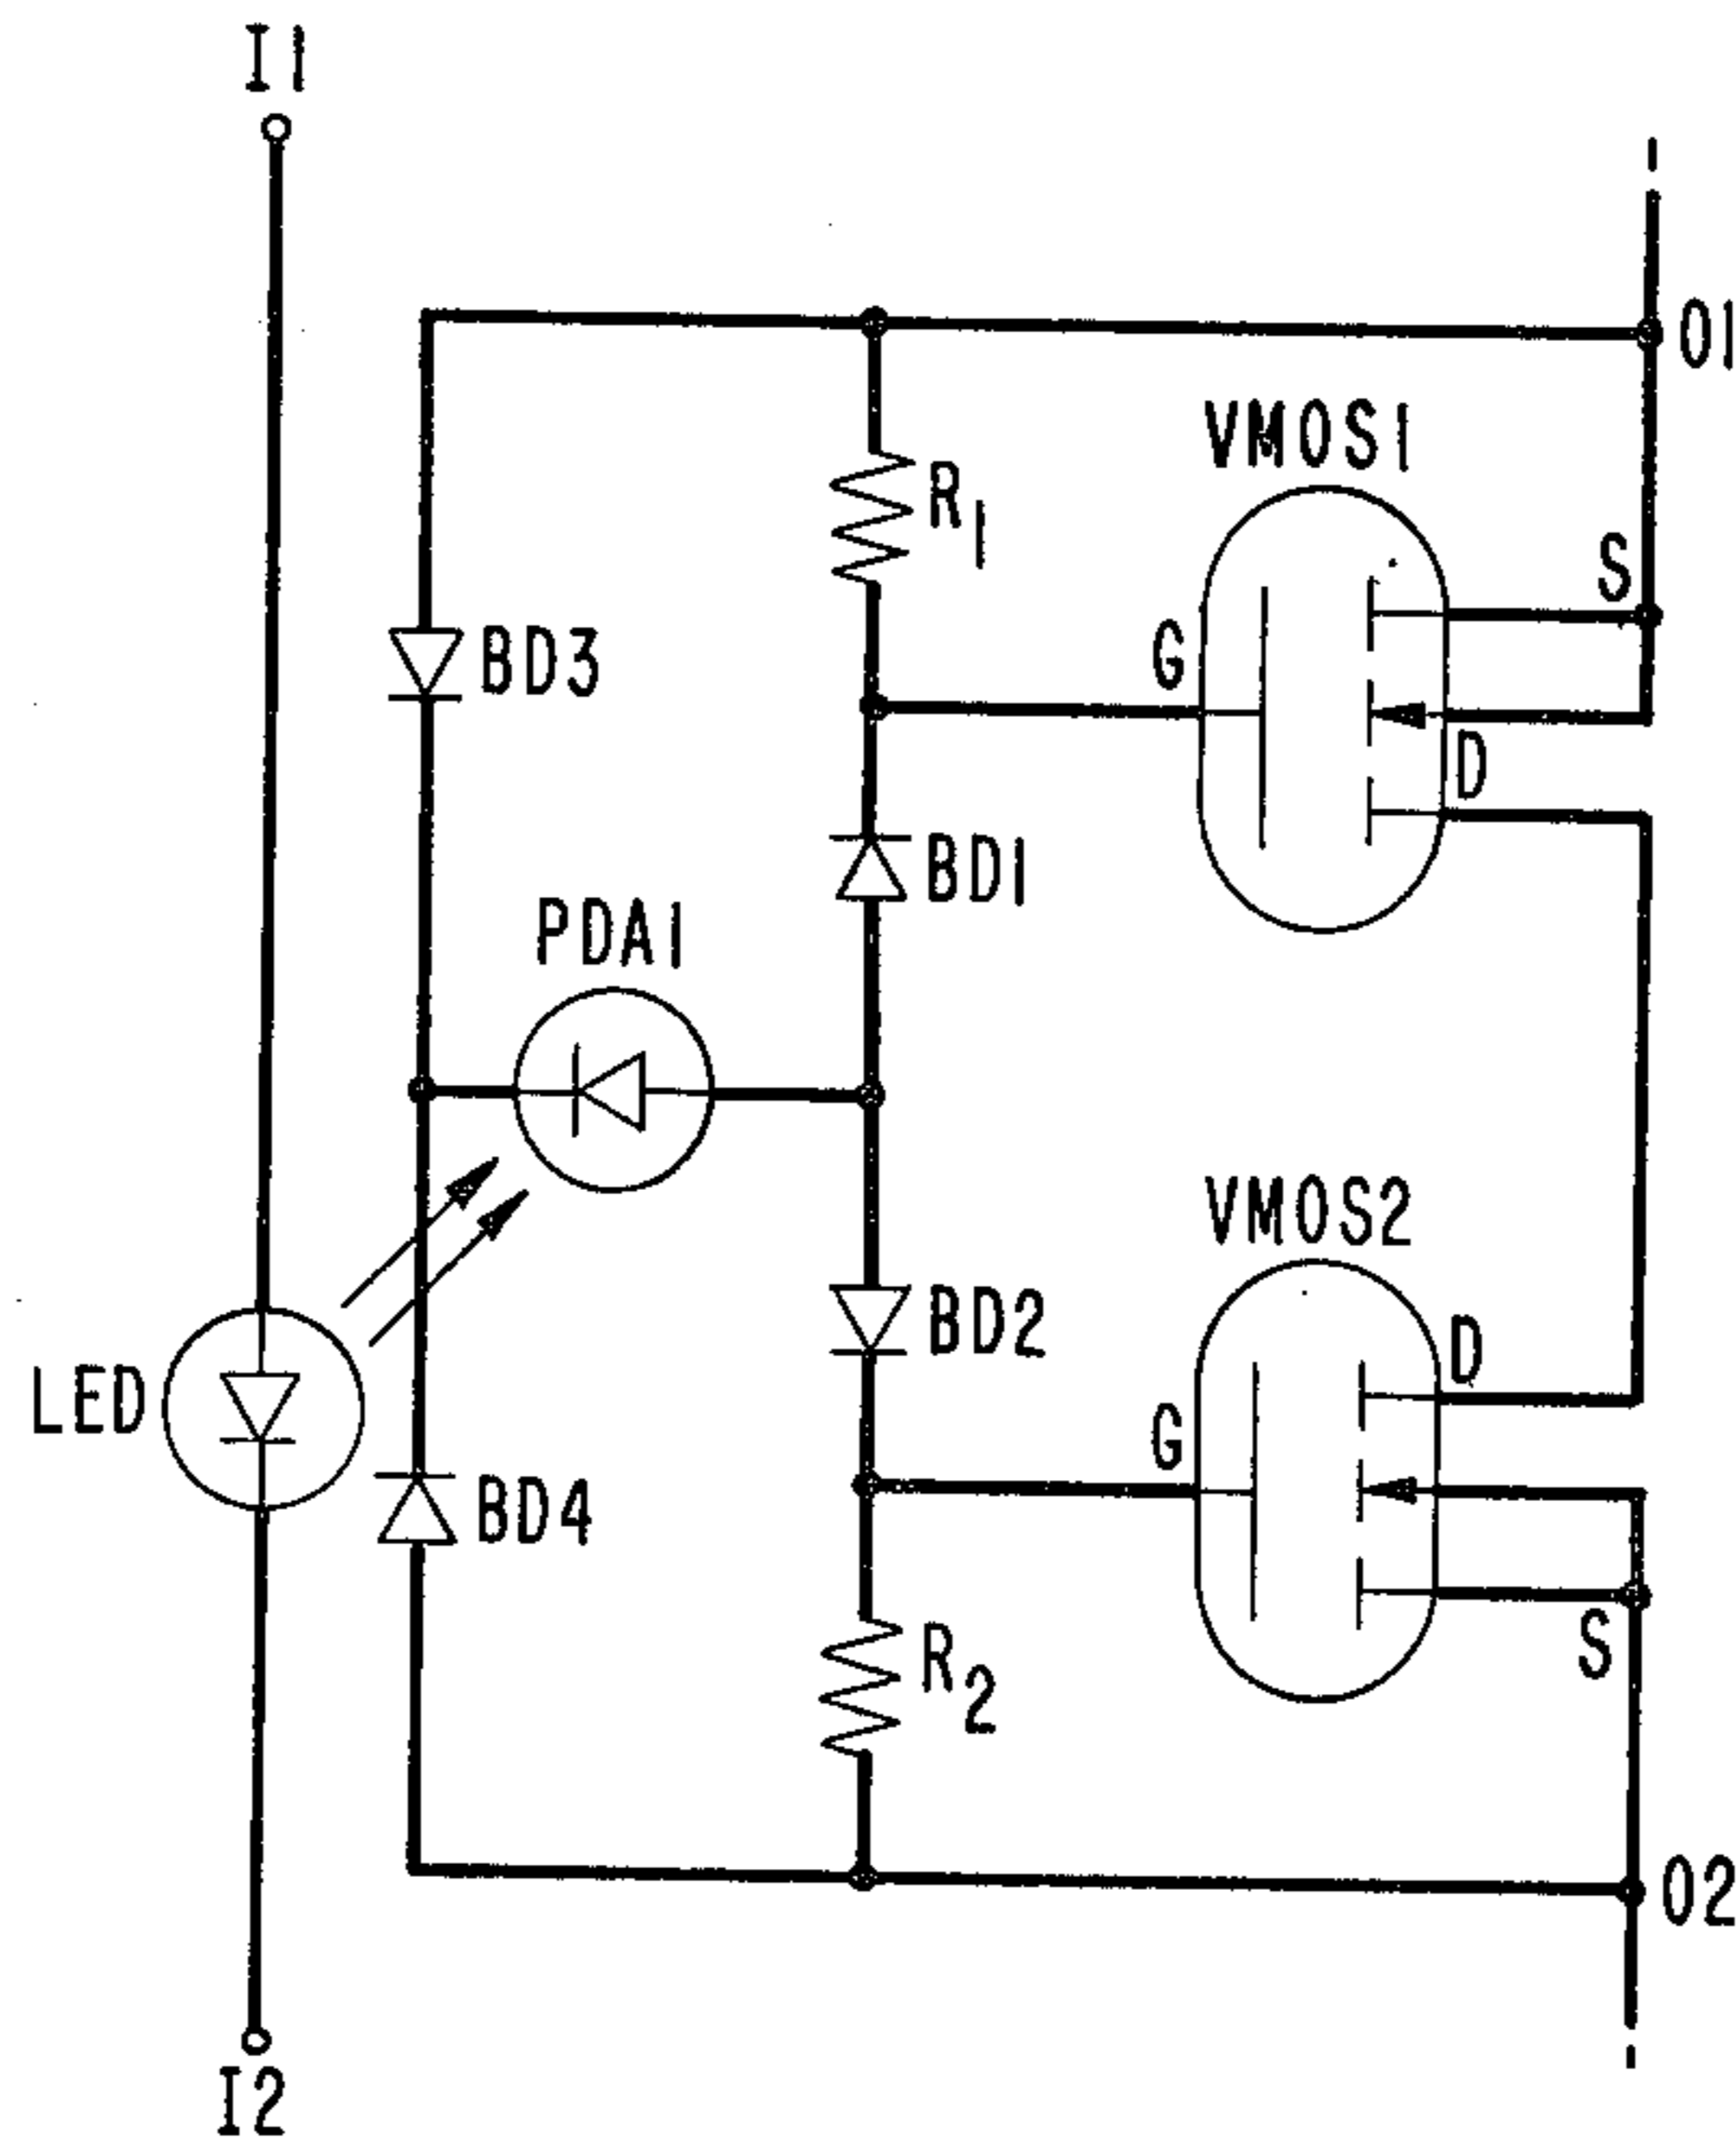 I1
O1
VMOS1
R1
S
G
BD3
D
BD1
PDA1
VMOS2
BD2
D
LED
G
BD4
S
R2
O2
I2